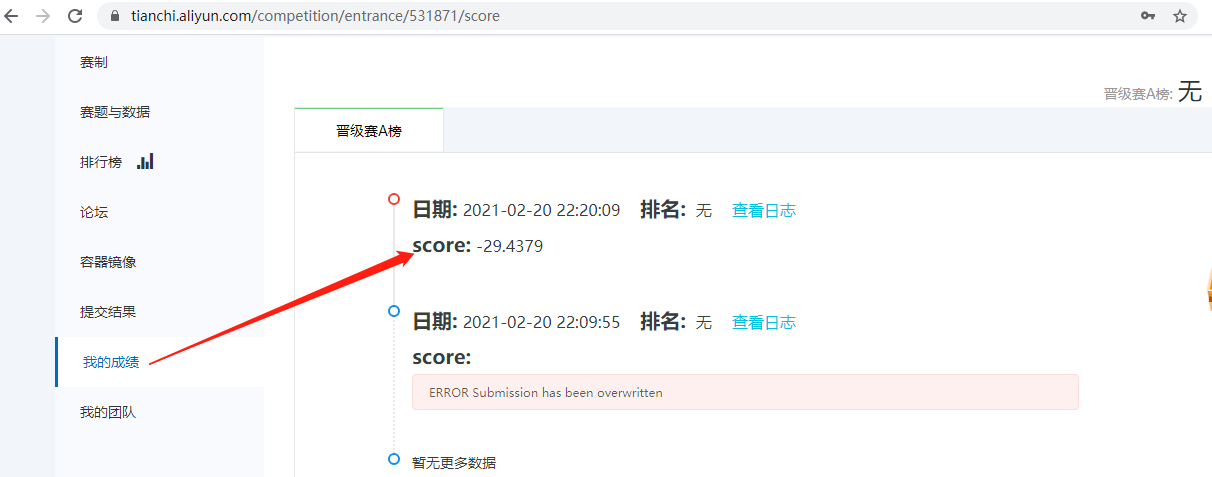 tianchi.aliyun.com/competition/entrance/531871/score
赛制
赛题与数据
排行榜
论坛
容器镜像
提交结果
我的成绩
我的团队
晋级赛A榜: 无
晋级赛A榜
日期: 2021-02-20 22:20:09 排名: 无 查看日志
score: -29.4379
日期: 2021-02-20 22:09:55 排名: 无 查看日志
score:
ERROR Submission has been overwritten
暂无更多数据